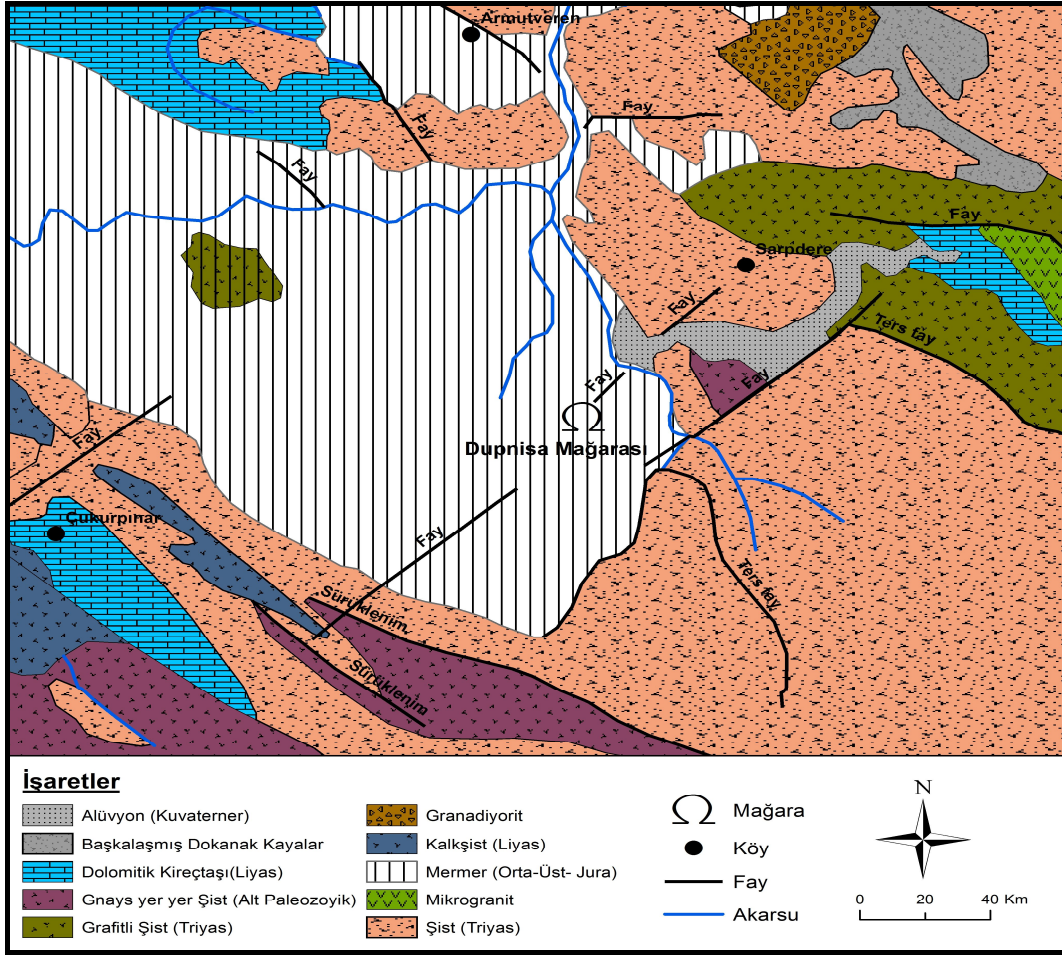 Armutveren
Fay
Fay
Fay
Fay
Sarpdere
Fay
Ters fay
Fay
Fay
Dupnisa Mağarası
Fay
Çukurpınar
Fay
Ters fay
Sürüklenim
Sürüklenim
İşaretler
Alüvyon (Kuvaterner)
Başkalaşmış Dokanak Kayalar
Dolomitik Kireçtaşı(Liyas)
Gnays yer yer Şist (Alt Paleozoyik)
Grafitli Şist (Triyas)
Granadiyorit
Kalkşist (Liyas)
Mermer (Orta-Üst- Jura)
Mikrogranit
Şist (Triyas)
Mağara
Köy
Fay
Akarsu
N
0 20 40 Km